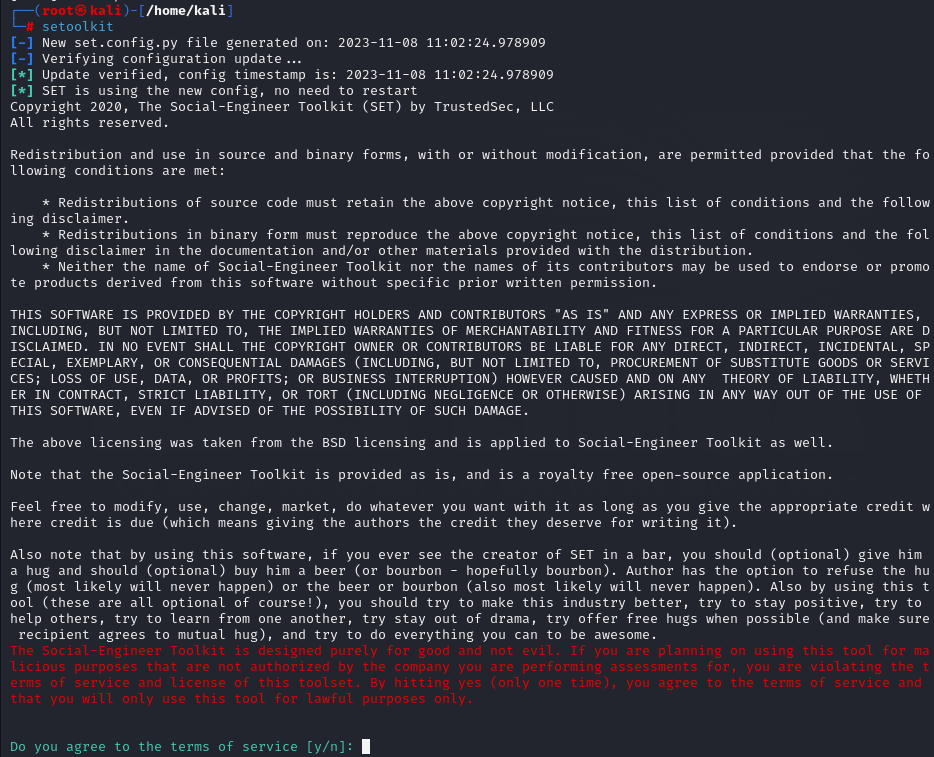 ┌──(root㉿kali)-[/home/kali]
└─# setoolkit
[-] New set.config.py file generated on: 2023-11-08 11:02:24.978909
[-] Verifying configuration update...
[*] Update verified, config timestamp is: 2023-11-08 11:02:24.978909
[*] SET is using the new config, no need to restart
Copyright 2020, The Social-Engineer Toolkit (SET) by TrustedSec, LLC
All rights reserved.
Redistribution and use in source and binary forms, with or without modification, are permitted provided that the fo
llowing conditions are met:
* Redistributions of source code must retain the above copyright notice, this list of conditions and the follow
ing disclaimer.
* Redistributions in binary form must reproduce the above copyright notice, this list of conditions and the fol
lowing disclaimer in the documentation and/or other materials provided with the distribution.
* Neither the name of Social-Engineer Toolkit nor the names of its contributors may be used to endorse or promo
te products derived from this software without specific prior written permission.
THIS SOFTWARE IS PROVIDED BY THE COPYRIGHT HOLDERS AND CONTRIBUTORS "AS IS" AND ANY EXPRESS OR IMPLIED WARRANTIES,
INCLUDING, BUT NOT LIMITED TO, THE IMPLIED WARRANTIES OF MERCHANTABILITY AND FITNESS FOR A PARTICULAR PURPOSE ARE D
ISCLAIMED. IN NO EVENT SHALL THE COPYRIGHT OWNER OR CONTRIBUTORS BE LIABLE FOR ANY DIRECT, INDIRECT, INCIDENTAL, SP
ECIAL, EXEMPLARY, OR CONSEQUENTIAL DAMAGES (INCLUDING, BUT NOT LIMITED TO, PROCUREMENT OF SUBSTITUTE GOODS OR SERVI
CES; LOSS OF USE, DATA, OR PROFITS; OR BUSINESS INTERRUPTION) HOWEVER CAUSED AND ON ANY  THEORY OF LIABILITY, WHETH
ER IN CONTRACT, STRICT LIABILITY, OR TORT (INCLUDING NEGLIGENCE OR OTHERWISE) ARISING IN ANY WAY OUT OF THE USE OF
THIS SOFTWARE, EVEN IF ADVISED OF THE POSSIBILITY OF SUCH DAMAGE.
The above licensing was taken from the BSD licensing and is applied to Social-Engineer Toolkit as well.
Note that the Social-Engineer Toolkit is provided as is, and is a royalty free open-source application.
Feel free to modify, use, change, market, do whatever you want with it as long as you give the appropriate credit w
here credit is due (which means giving the authors the credit they deserve for writing it).
Also note that by using this software, if you ever see the creator of SET in a bar, you should (optional) give him
a hug and should (optional) buy him a beer (or bourbon - hopefully bourbon). Author has the option to refuse the hu
g (most likely will never happen) or the beer or bourbon (also most likely will never happen). Also by using this t
ool (these are all optional of course!), you should try to make this industry better, try to stay positive, try to
help others, try to learn from one another, try stay out of drama, try offer free hugs when possible (and make sure
recipient agrees to mutual hug), and try to do everything you can to be awesome.
The Social-Engineer Toolkit is designed purely for good and not evil. If you are planning on using this tool for ma
licious purposes that are not authorized by the company you are performing assessments for, you are violating the t
erms of service and license of this toolset. By hitting yes (only one time), you agree to the terms of service and
that you will only use this tool for lawful purposes only.
Do you agree to the terms of service [y/n]: